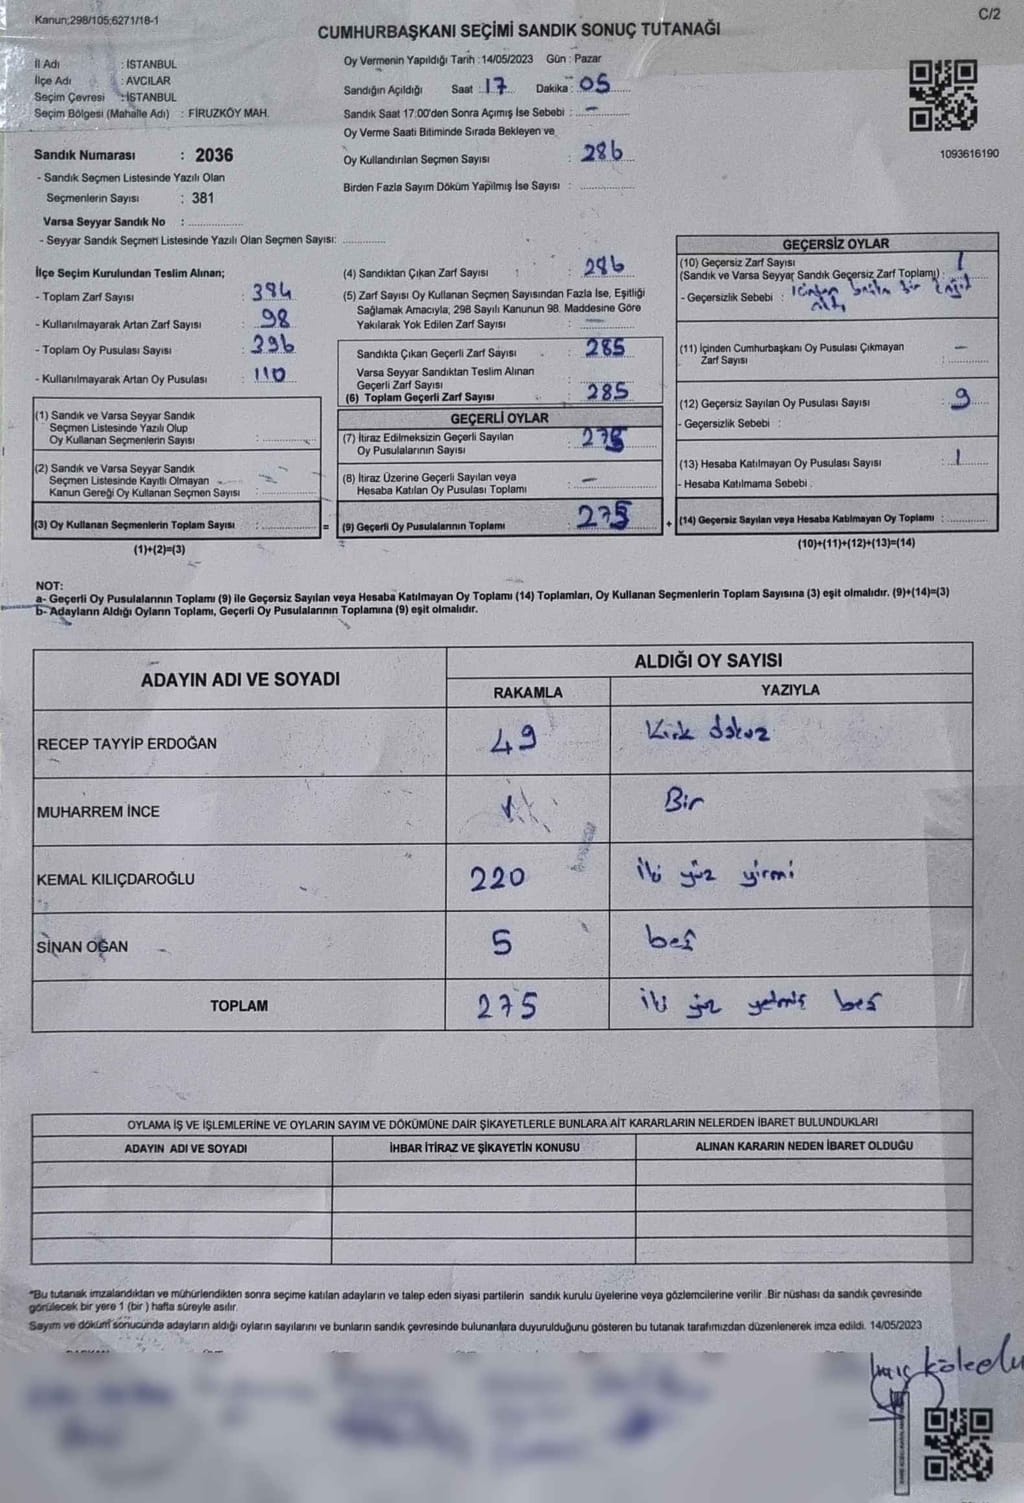 Kanun;298/105;6271/18-1
C/2
CUMHURBAŞKANI SEÇİMİ SANDIK SONUÇ TUTANAĞI
İl Adı : İSTANBUL
İlçe Adı : AVCILAR
Seçim Çevresi : İSTANBUL
Seçim Bölgesi (Mahalle Adı) : FİRUZKÖY MAH.
Oy Vermenin Yapıldığı Tarih : 14/05/2023 Gün : Pazar
Sandığın Açıldığı Saat : 17 Dakika : 05
Sandık Saat 17:00'den Sonra Açımış İse Sebebi : -
Oy Verme Saati Bitiminde Sırada Bekleyen ve
Oy Kullandırılan Seçmen Sayısı : 286
Birden Fazla Sayım Döküm Yapılmış İse Sayısı :
1093616190
Sandık Numarası : 2036
- Sandık Seçmen Listesinde Yazılı Olan
Seçmenlerin Sayısı : 381
Varsa Seyyar Sandık No :
- Seyyar Sandık Seçmen Listesinde Yazılı Olan Seçmen Sayısı:
İlçe Seçim Kurulundan Teslim Alınan;
- Toplam Zarf Sayısı : 384
- Kullanılmayarak Artan Zarf Sayısı : 98
- Toplam Oy Pusulası Sayısı : 396
- Kullanılmayarak Artan Oy Pusulası : 110
(1) Sandık ve Varsa Seyyar Sandık
Seçmen Listesinde Yazılı Olup
Oy Kullanan Seçmenlerin Sayısı :
(2) Sandık ve Varsa Seyyar Sandık
Seçmen Listesinde Kayıtlı Olmayan
Kanun Gereği Oy Kullanan Seçmen Sayısı :
(3) Oy Kullanan Seçmenlerin Toplam Sayısı : =
(1)+(2)=(3)
(4) Sandıktan Çıkan Zarf Sayısı : 286
(5) Zarf Sayısı Oy Kullanan Seçmen Sayısından Fazla İse, Eşitliği
Sağlamak Amacıyla; 298 Sayılı Kanunun 98. Maddesine Göre
Yakılarak Yok Edilen Zarf Sayısı : -
Sandıkta Çıkan Geçerli Zarf Sayısı : 285
Varsa Seyyar Sandıktan Teslim Alınan
Geçerli Zarf Sayısı :
(6) Toplam Geçerli Zarf Sayısı : 285
GEÇERLİ OYLAR
(7) İtiraz Edilmeksizin Geçerli Sayılan
Oy Pusulalarının Sayısı : 275
(8) İtiraz Üzerine Geçerli Sayılan veya
Hesaba Katılan Oy Pusulası Toplamı : -
(9) Geçerli Oy Pusulalarının Toplamı : 275 +
GEÇERSİZ OYLAR
(10) Geçersiz Zarf Sayısı
(Sandık ve Varsa Seyyar Sandık Geçersiz Zarf Toplamı) : 1
- Geçersizlik Sebebi : bir
(11) İçinden Cumhurbaşkanı Oy Pusulası Çıkmayan
Zarf Sayısı : -
(12) Geçersiz Sayılan Oy Pusulası Sayısı : 9
- Geçersizlik Sebebi :
(13) Hesaba Katılmayan Oy Pusulası Sayısı : 1
- Hesaba Katılmama Sebebi :
(14) Geçersiz Sayılan veya Hesaba Katılmayan Oy Toplamı :
(10)+(11)+(12)+(13)=(14)
NOT:
a- Geçerli Oy Pusulalarının Toplamı (9) ile Geçersiz Sayılan veya Hesaba Katılmayan Oy Toplamı (14) Toplamları, Oy Kullanan Seçmenlerin Toplam Sayısına (3) eşit olmalıdır. (9)+(14)=(3)
b- Adayların Aldığı Oyların Toplamı, Geçerli Oy Pusulalarının Toplamına (9) eşit olmalıdır.
ADAYIN ADI VE SOYADI
ALDIĞI OY SAYISI
RAKAMLA YAZIYLA
RECEP TAYYİP ERDOĞAN 49 Kırk dokuz
MUHARREM İNCE Bir
KEMAL KILIÇDAROĞLU 220 iki yüz yirmi
SİNAN OĞAN 5 beş
TOPLAM 275 iki yüz yetmiş beş
OYLAMA İŞ VE İŞLEMLERİNE VE OYLARIN SAYIM VE DÖKÜMÜNE DAİR ŞİKAYETLERLE BUNLARA AİT KARARLARIN NELERDEN İBARET BULUNDUKLARI
ADAYIN ADI VE SOYADI İHBAR İTİRAZ VE ŞİKAYETİN KONUSU ALINAN KARARIN NEDEN İBARET OLDUĞU
*Bu tutanak imzalandıktan ve mühürlendikten sonra seçime katılan adayların ve talep eden siyasi partilerin sandık kurulu üyelerine veya gözlemcilerine verilir. Bir nüshası da sandık çevresinde
görülecek bir yere 1 (bir ) hafta süreyle asılır.
Sayım ve döküm sonucunda adayların aldığı oyların sayılarını ve bunların sandık çevresinde bulunanlara duyurulduğunu gösteren bu tutanak tarafımızdan düzenlenerek imza edildi. 14/05/2023